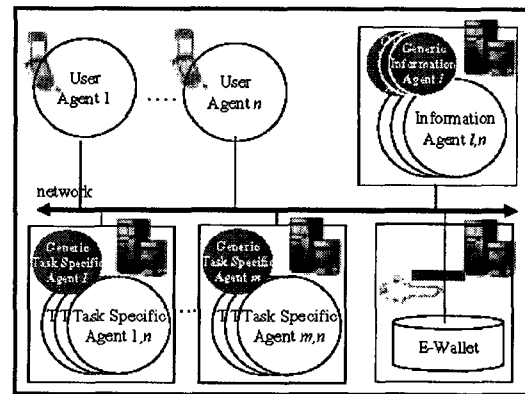 User
Agent 1
.....
User
Agent n
Generic
Information
Agent l
Information
Agent l,n
network
Generic
Task Specific
Agent l
T T Task Specific
Agent 1,n
...
Generic
Task Specific
Agent m
T T Task Specific
Agent m,n
E-Wallet